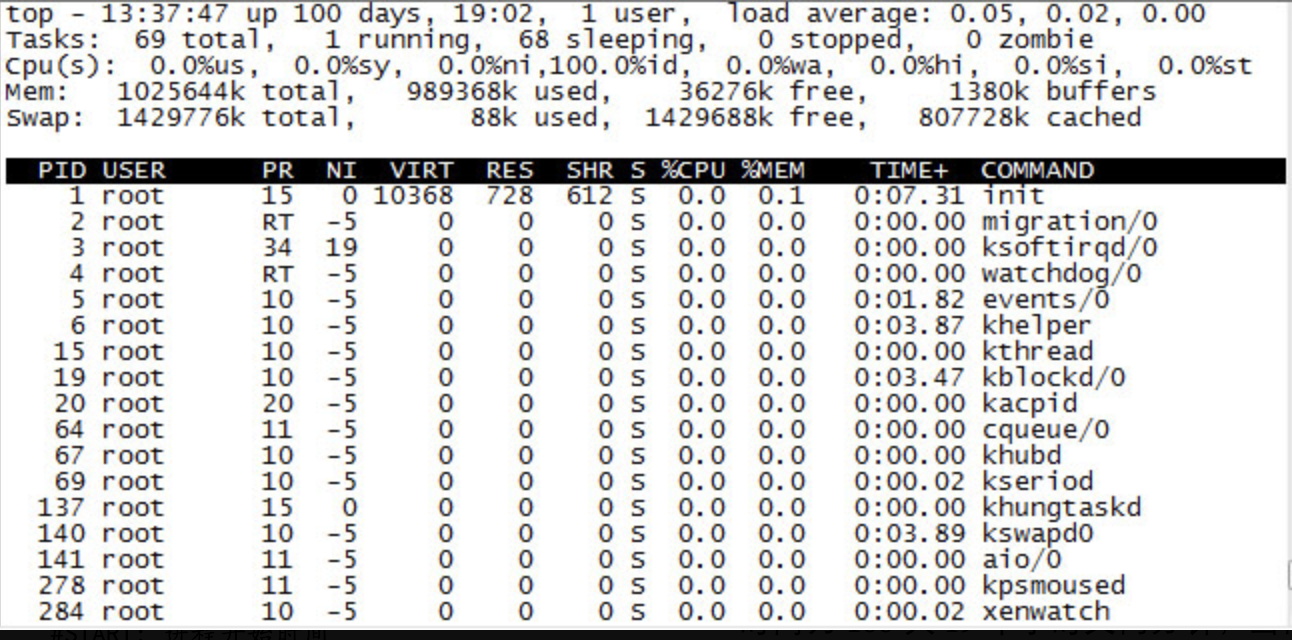 top - 13:37:47 up 100 days, 19:02,  1 user,  load average: 0.05, 0.02, 0.00
Tasks:  69 total,   1 running,  68 sleeping,   0 stopped,   0 zombie
Cpu(s):  0.0%us,  0.0%sy,  0.0%ni,100.0%id,  0.0%wa,  0.0%hi,  0.0%si,  0.0%st
Mem:   1025644k total,   989368k used,    36276k free,     1380k buffers
Swap:  1429776k total,       88k used,  1429688k free,   807728k cached
PID USER      PR  NI  VIRT  RES  SHR S %CPU %MEM    TIME+  COMMAND
1 root      15   0 10368  728  612 S  0.0  0.1   0:07.31 init
2 root      RT  -5     0    0    0 S  0.0  0.0   0:00.00 migration/0
3 root      34  19     0    0    0 S  0.0  0.0   0:00.00 ksoftirqd/0
4 root      RT  -5     0    0    0 S  0.0  0.0   0:00.00 watchdog/0
5 root      10  -5     0    0    0 S  0.0  0.0   0:01.82 events/0
6 root      10  -5     0    0    0 S  0.0  0.0   0:03.87 khelper
15 root      10  -5     0    0    0 S  0.0  0.0   0:00.00 kthread
19 root      10  -5     0    0    0 S  0.0  0.0   0:03.47 kblockd/0
20 root      20  -5     0    0    0 S  0.0  0.0   0:00.00 kacpid
64 root      11  -5     0    0    0 S  0.0  0.0   0:00.00 cqueue/0
67 root      10  -5     0    0    0 S  0.0  0.0   0:00.00 khubd
69 root      10  -5     0    0    0 S  0.0  0.0   0:00.02 kseriod
137 root      15   0     0    0    0 S  0.0  0.0   0:00.00 khungtaskd
140 root      10  -5     0    0    0 S  0.0  0.0   0:03.89 kswapd0
141 root      11  -5     0    0    0 S  0.0  0.0   0:00.00 aio/0
278 root      11  -5     0    0    0 S  0.0  0.0   0:00.00 kpsmoused
284 root      10  -5     0    0    0 S  0.0  0.0   0:00.02 xenwatch